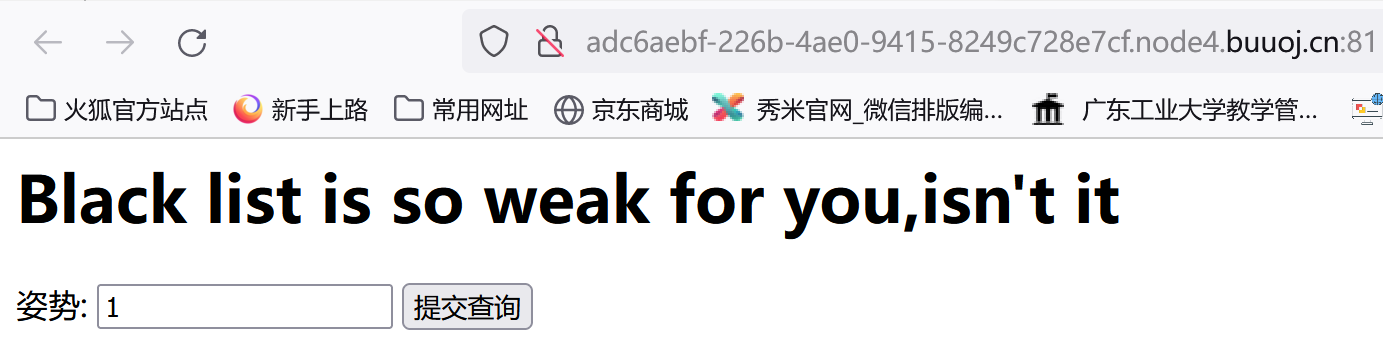 adc6aebf-226b-4ae0-9415-8249c728e7cf.node4.buuoj.cn:81
火狐官方站点 新手上路 常用网址 京东商城 秀米官网_微信排版编... 广东工业大学教学管...
Black list is so weak for you,isn't it
姿势: 1 提交查询